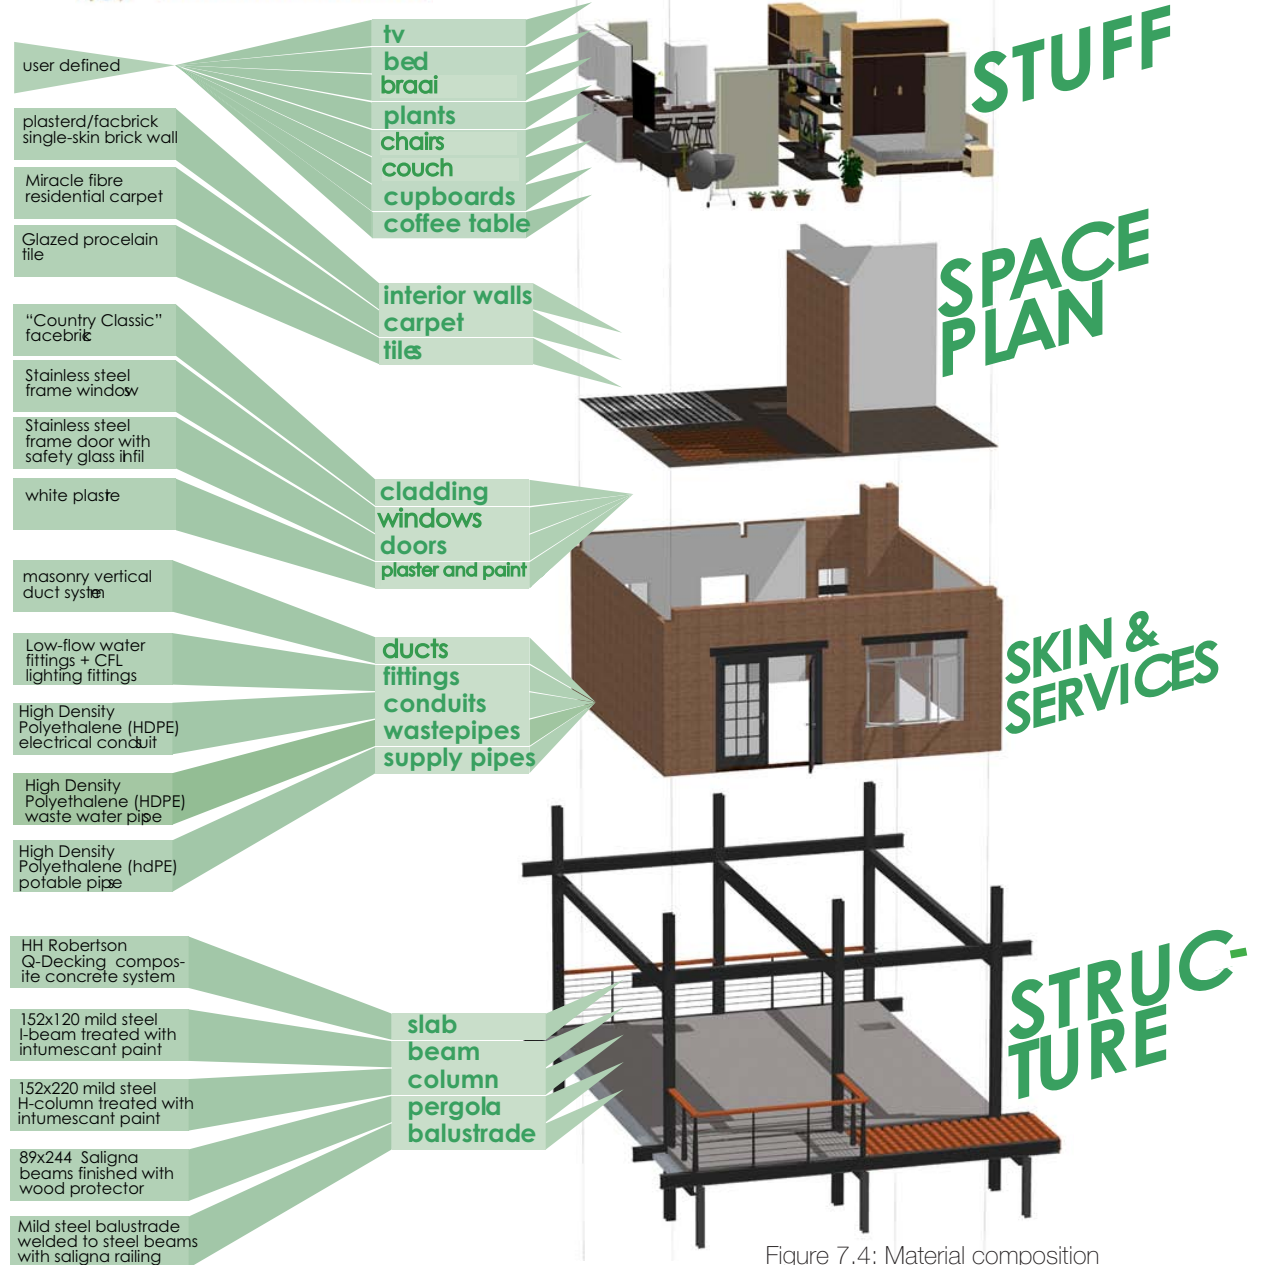 user defined
plasterd/facbrick
single-skin brick wall
Miracle fibre
residential carpet
Glazed procelain
tile
“Country Classic”
facebrick
Stainless steel
frame window
Stainless steel
frame door with
safety glass infil
white plaste
masonry vertical
duct system
Low-flow water
fittings + CFL
lighting fittings
High Density
Polyethalene (HDPE)
electrical conduit
High Density
Polyethalene (HDPE)
waste water pipe
High Density
Polyethalene (hdPE)
potable pipe
HH Robertson
Q-Decking compos-
ite concrete system
152x120 mild steel
I-beam treated with
intumescant paint
152x220 mild steel
H-column treated with
intumescant paint
89x244 Saligna
beams finished with
wood protector
Mild steel balustrade
welded to steel beams
with saligna railing
tv
bed
braai
plants
chairs
couch
cupboards
coffee table
interior walls
carpet
tiles
cladding
windows
doors
plaster and paint
ducts
fittings
conduits
wastepipes
supply pipes
slab
beam
column
pergola
balustrade
STUFF
SPACE
PLAN
SKIN &
SERVICES
STRUC-
TURE
Figure 7.4: Material composition